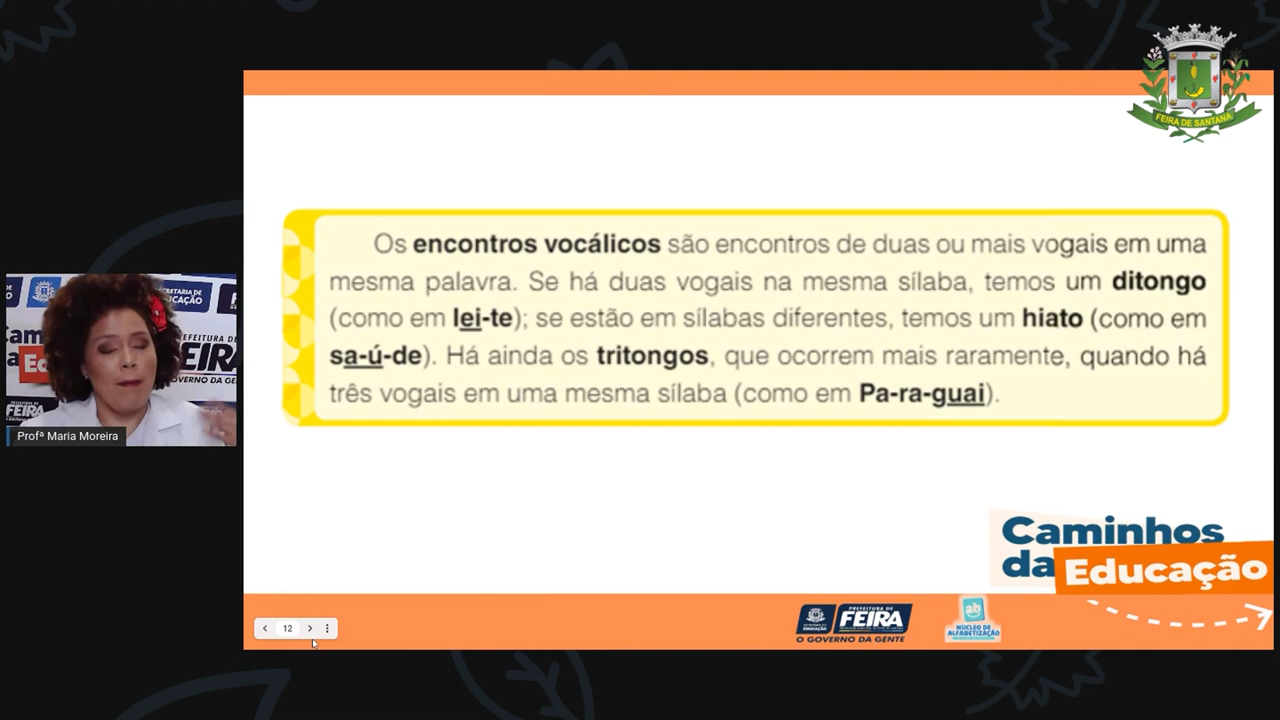 FEIRA DE SANTANA
Os encontros vocálicos são encontros de duas ou mais vogais em uma
mesma palavra. Se há duas vogais na mesma sílaba, temos um ditongo
(como em lei-te); se estão em sílabas diferentes, temos um hiato (como em
sa-ú-de). Há ainda os tritongos, que ocorrem mais raramente, quando há
três vogais em uma mesma sílaba (como em Pa-ra-guai).
Profª Maria Moreira
Caminhos
da Educação
12
PREFEITURA DE
FEIRA
EDUCAÇÃO
O GOVERNO DA GENTE
ab
NÚCLEO DE
ALFABETIZAÇÃO